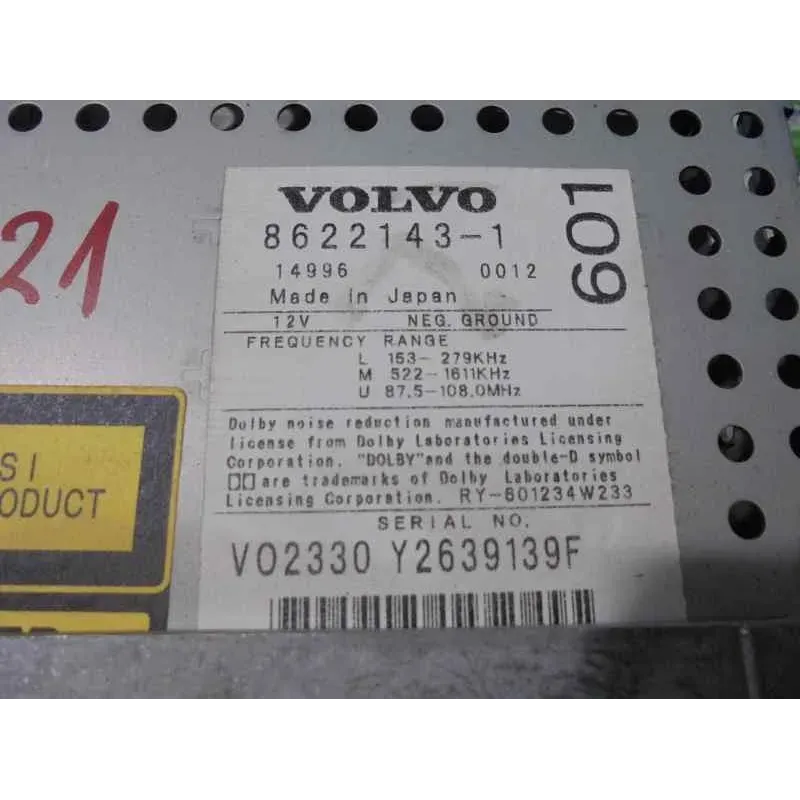 VOLVO
8622143-1
14996 0012
Made in Japan
601
12V NEG. GROUND
FREQUENCY RANGE
L 153-279KHz
M 522-1611KHz
U 87.5-108.0MHz
Dolby noise reduction manufactured under
license from Dolby Laboratories Licensing
Corporation. "DOLBY"and the double-D symbol
are trademarks of Dolby Laboratories
Licensing Corporation. RY-601234W233
SERIAL NO.
VO2330 Y2639139F
21
SI
ODUCT